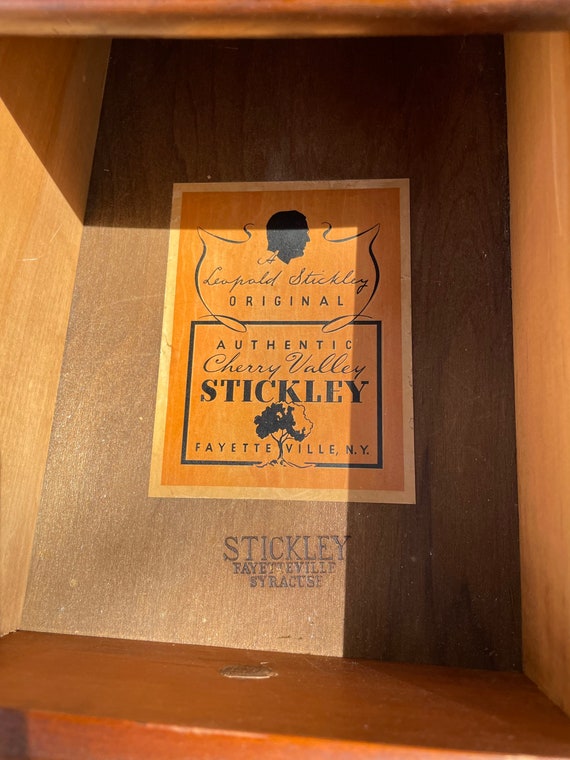 A
Leopold Stickley
ORIGINAL
AUTHENTIC
Cherry Valley
STICKLEY
FAYETTEVILLE, N.Y.
STICKLEY
FAYETTEVILLE
SYRACUSE